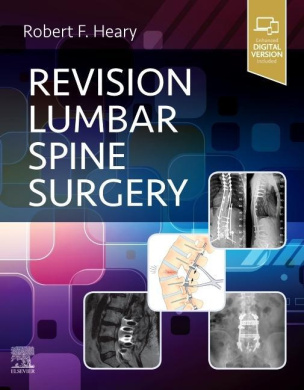 Robert F. Heary
Enhanced
DIGITAL
VERSION
Included
REVISION
LUMBAR
SPINE
SURGERY
ELSEVIER